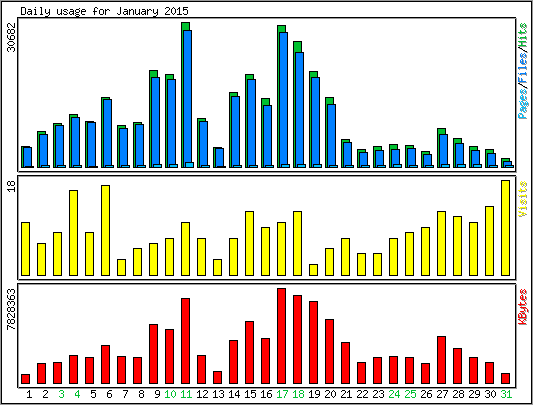 Daily usage for January 2015
30682
Pages/Files/Hits
18
Visits
7828363
KBytes
1 2 3 4 5 6 7 8 9 10 11 12 13 14 15 16 17 18 19 20 21 22 23 24 25 26 27 28 29 30 31